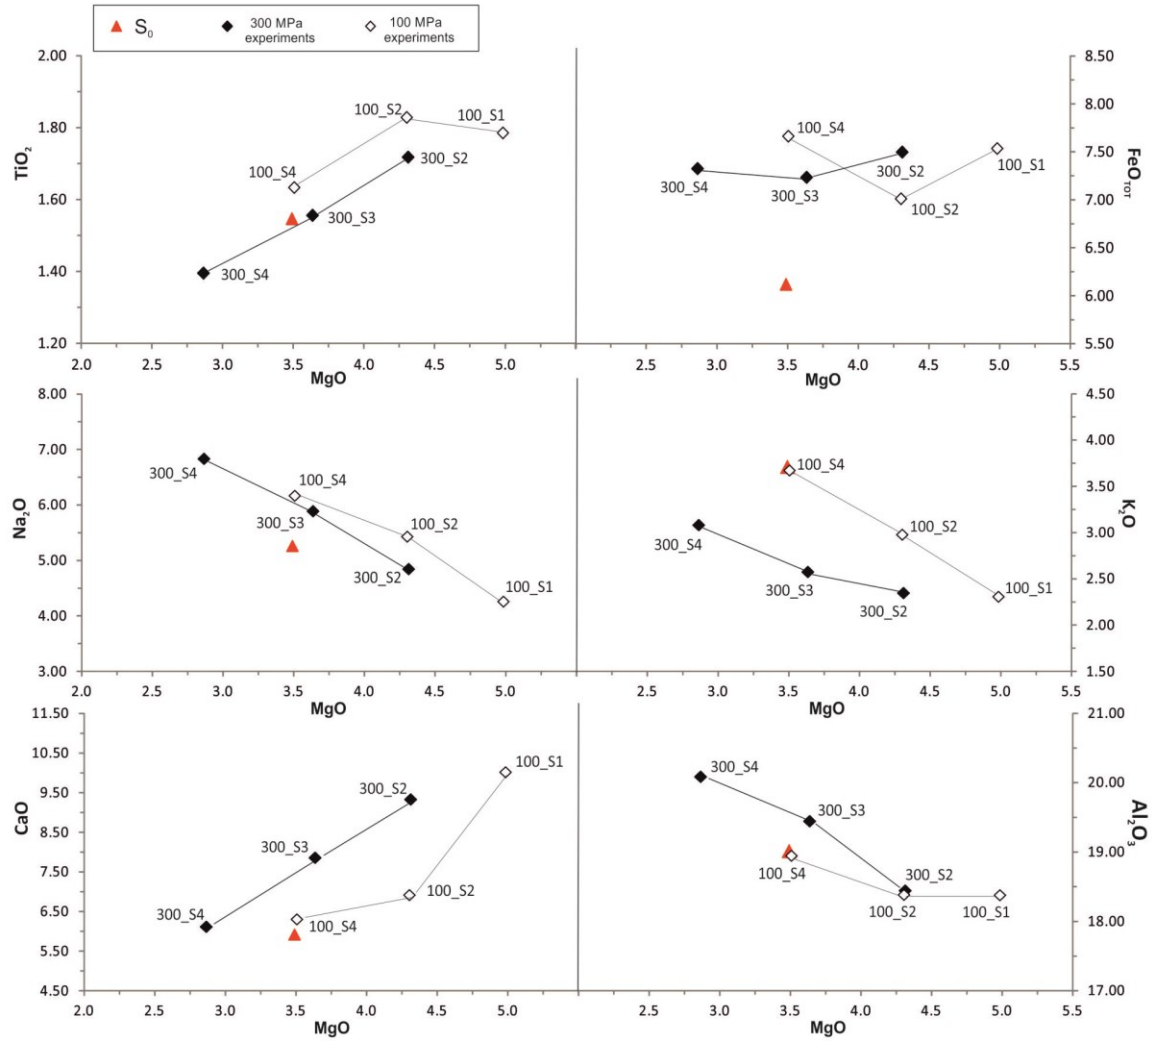 S0
300 MPa
experiments
100 MPa
experiments
2.00
1.80
1.60
1.40
1.20
TiO2
100_S4
100_S2
100_S1
300_S2
300_S3
300_S4
2.0 2.5 3.0 3.5 4.0 4.5 5.0
MgO
8.50
8.00
7.50
7.00
6.50
6.00
5.50
FeOTOT
100_S4
300_S4
300_S3
300_S2
100_S2
100_S1
2.5 3.0 3.5 4.0 4.5 5.0 5.5
MgO
8.00
7.00
6.00
5.00
4.00
3.00
Na2O
300_S4
100_S4
300_S3
100_S2
300_S2
100_S1
2.0 2.5 3.0 3.5 4.0 4.5 5.0
MgO
4.50
4.00
3.50
3.00
2.50
2.00
1.50
K2O
100_S4
300_S4
100_S2
300_S3
300_S2
100_S1
2.5 3.0 3.5 4.0 4.5 5.0 5.5
MgO
11.50
10.50
9.50
8.50
7.50
6.50
5.50
4.50
CaO
100_S1
300_S2
300_S3
300_S4
100_S2
100_S4
2.0 2.5 3.0 3.5 4.0 4.5 5.0
MgO
21.00
20.00
19.00
18.00
17.00
Al2O3
300_S4
300_S3
100_S4
300_S2
100_S2
100_S1
2.5 3.0 3.5 4.0 4.5 5.0 5.5
MgO